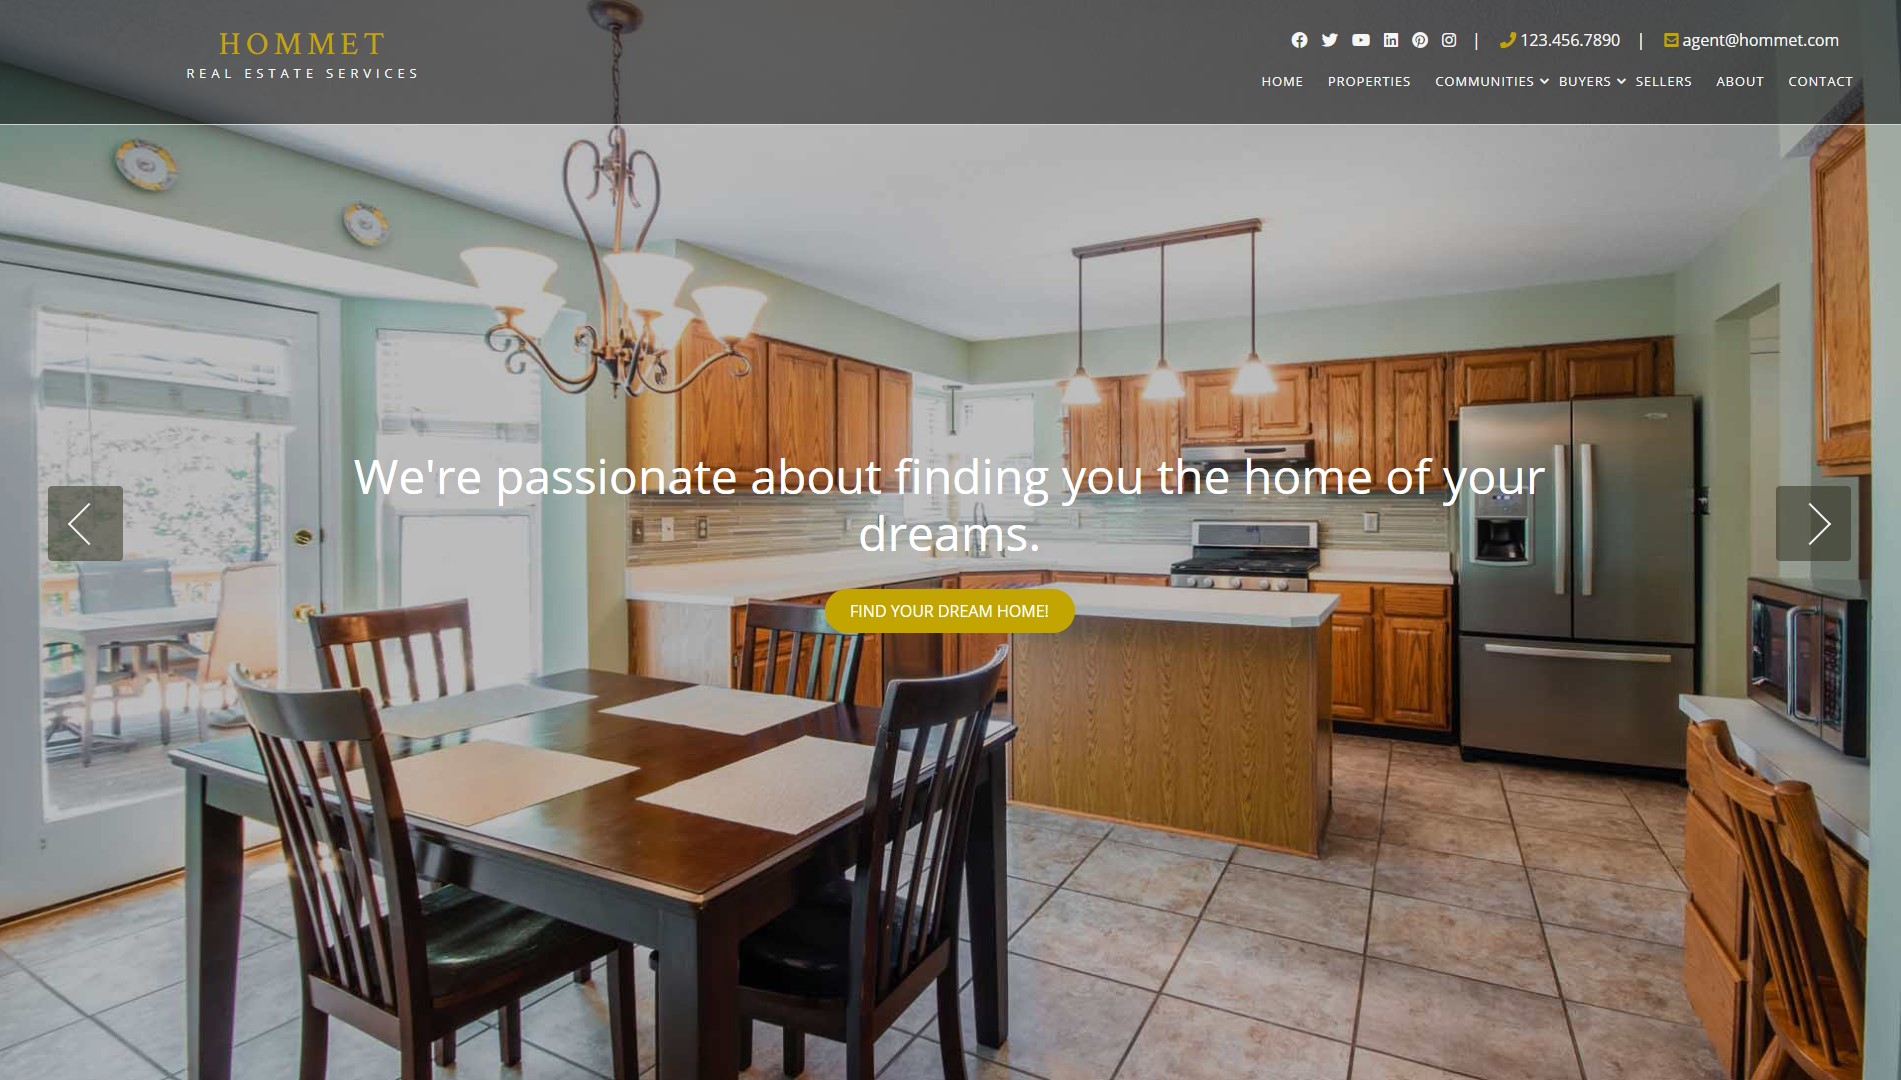 HOMMET
REAL ESTATE SERVICES
| 123.456.7890 | agent@hommet.com
HOME PROPERTIES COMMUNITIES BUYERS SELLERS ABOUT CONTACT
We're passionate about finding you the home of your
dreams.
FIND YOUR DREAM HOME!